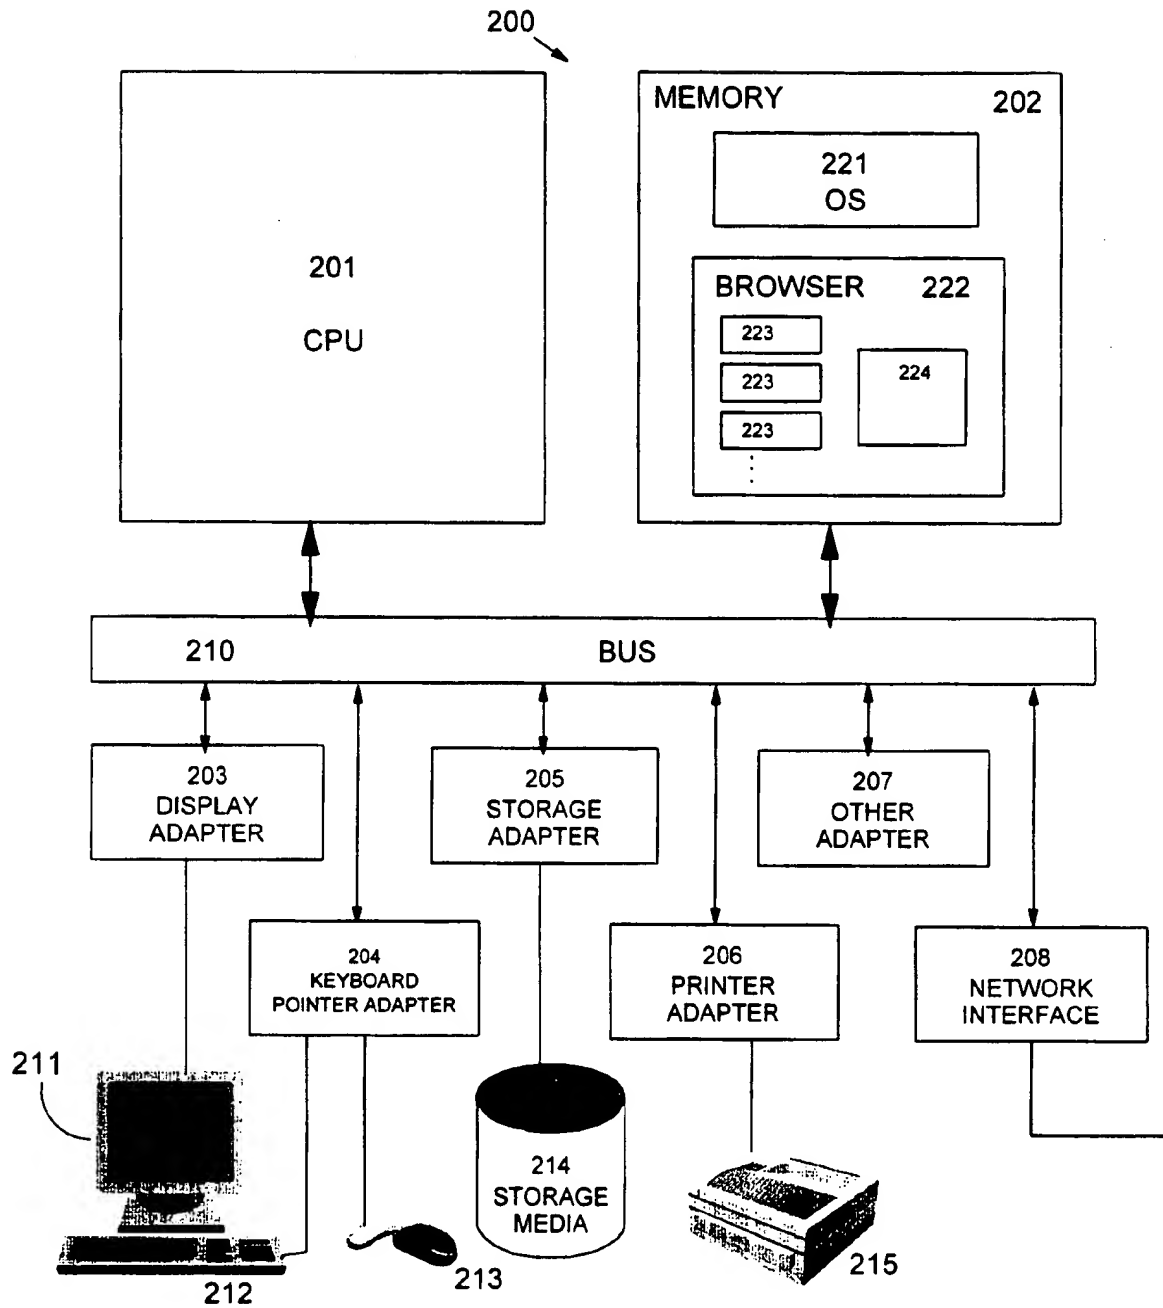 200
MEMORY 202
221
OS
201
CPU
BROWSER 222
223
223
223
224
210 BUS
203
DISPLAY
ADAPTER
205
STORAGE
ADAPTER
207
OTHER
ADAPTER
204
KEYBOARD
POINTER ADAPTER
206
PRINTER
ADAPTER
208
NETWORK
INTERFACE
211
212
213
214
STORAGE
MEDIA
215